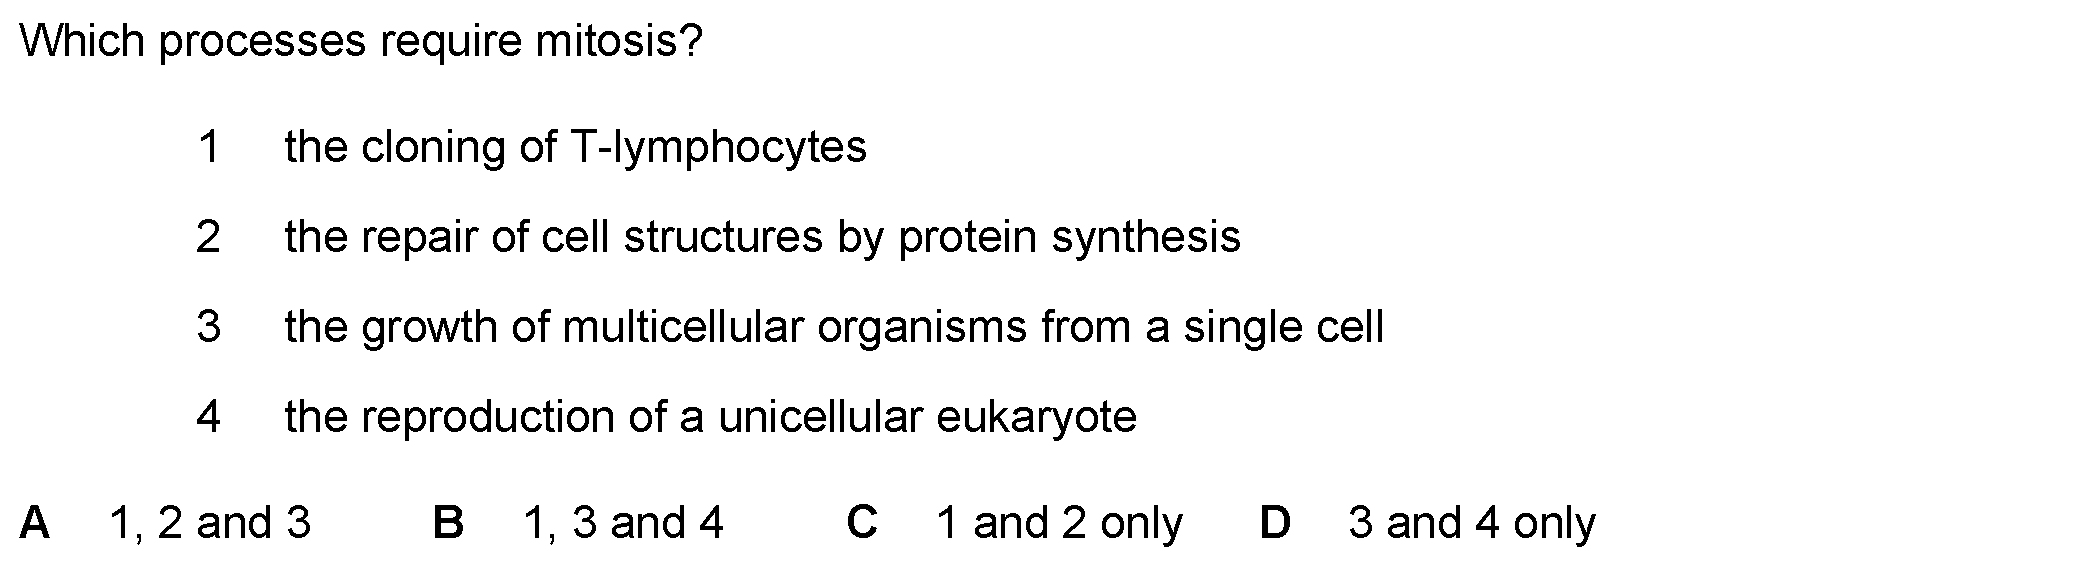 Which processes require mitosis?
1 the cloning of T-lymphocytes
2 the repair of cell structures by protein synthesis
3 the growth of multicellular organisms from a single cell
4 the reproduction of a unicellular eukaryote
A 1, 2 and 3 B 1, 3 and 4 C 1 and 2 only D 3 and 4 only